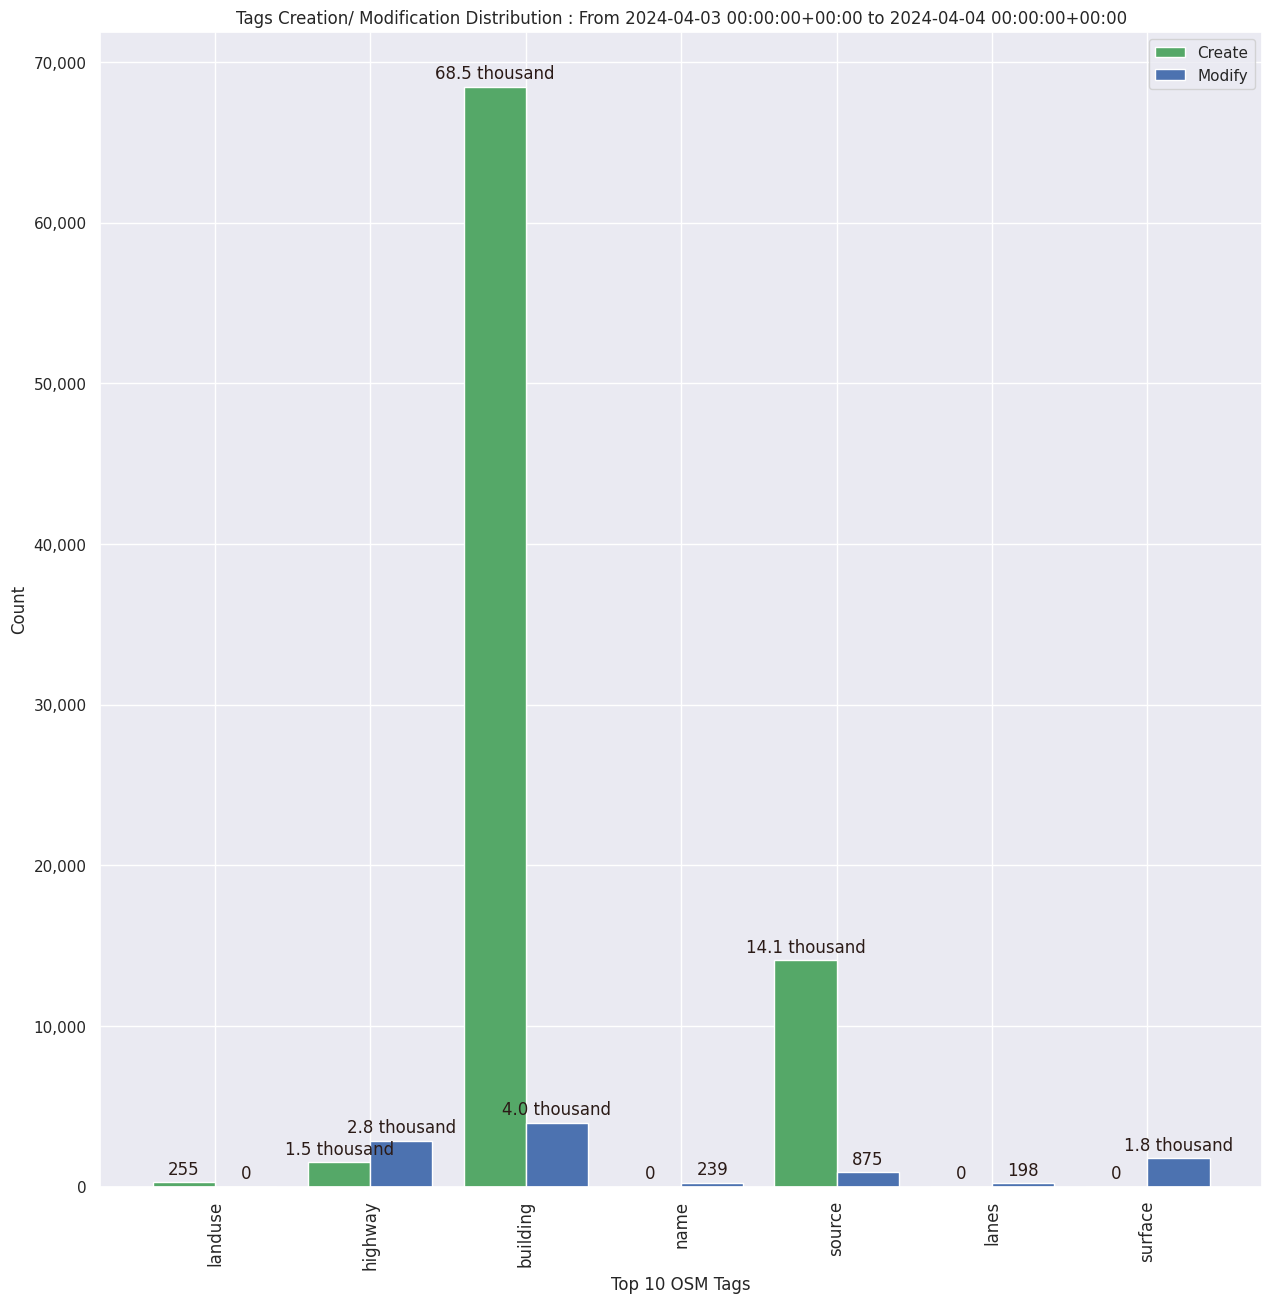 Tags Creation/ Modification Distribution : From 2024-04-03 00:00:00+00:00 to 2024-04-04 00:00:00+00:00
Create
Modify
70,000
60,000
50,000
40,000
30,000
20,000
10,000
0
Count
255
0
1.5 thousand
2.8 thousand
68.5 thousand
4.0 thousand
0
239
14.1 thousand
875
0
198
0
1.8 thousand
landuse
highway
building
name
source
lanes
surface
Top 10 OSM Tags